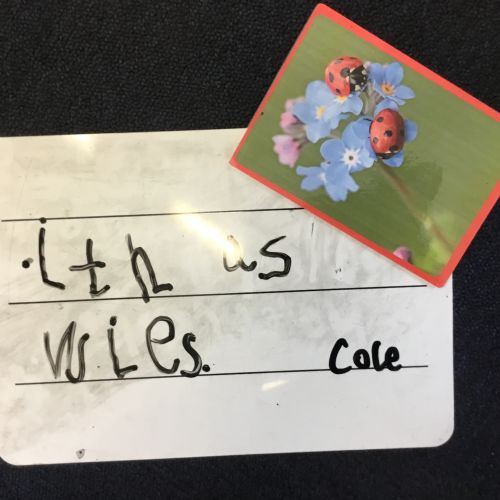 .ith as
wies. Cole